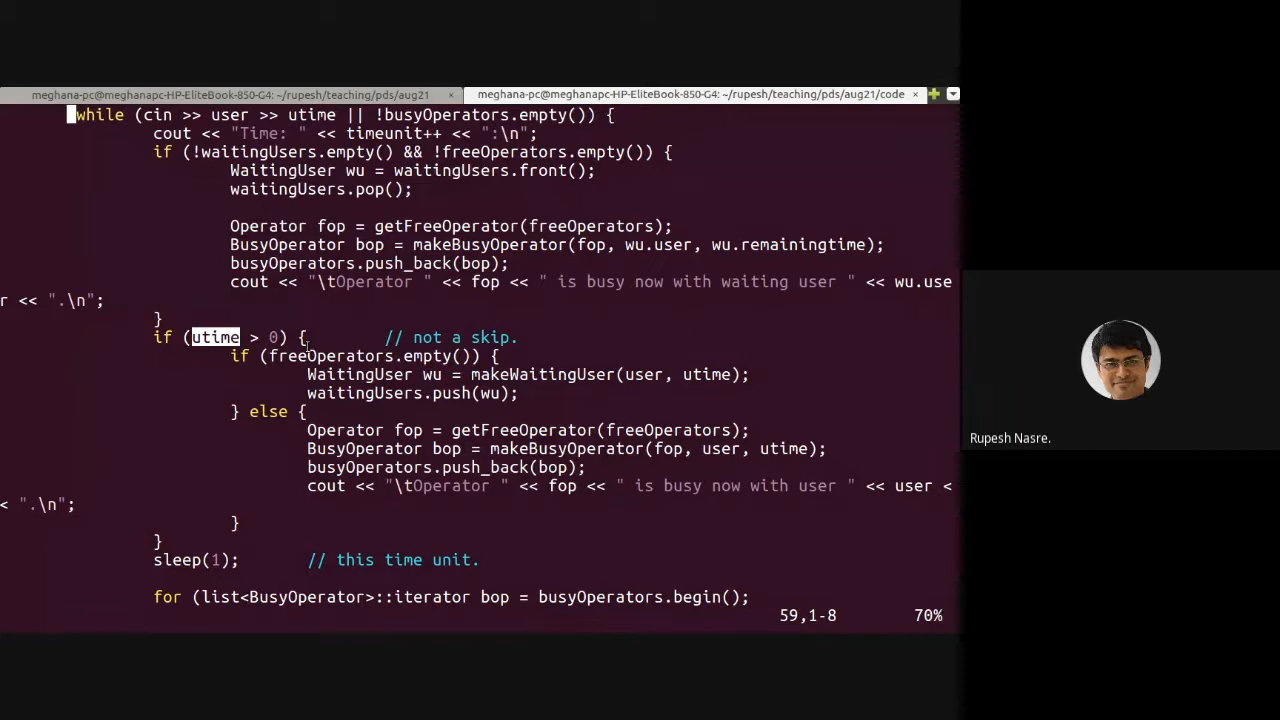 meghana-pc@meghanapc-HP-EliteBook-850-G4: ~/rupesh/teaching/pds/aug21 × meghana-pc@meghanapc-HP-EliteBook-850-G4: ~/rupesh/teaching/pds/aug21/code ×
while (cin >> user >> utime || !busyOperators.empty()) {
cout << "Time: " << timeunit++ << ":\n";
if (!waitingUsers.empty() && !freeOperators.empty()) {
WaitingUser wu = waitingUsers.front();
waitingUsers.pop();
Operator fop = getFreeOperator(freeOperators);
BusyOperator bop = makeBusyOperator(fop, wu.user, wu.remainingtime);
busyOperators.push_back(bop);
cout << "\tOperator " << fop << " is busy now with waiting user " << wu.use
r << ".\n";
}
if (utime > 0) { // not a skip.
if (freeOperators.empty()) {
WaitingUser wu = makeWaitingUser(user, utime);
waitingUsers.push(wu);
} else {
Operator fop = getFreeOperator(freeOperators);
BusyOperator bop = makeBusyOperator(fop, user, utime);
busyOperators.push_back(bop);
cout << "\tOperator " << fop << " is busy now with user " << user <
< ".\n";
}
}
sleep(1); // this time unit.
for (list<BusyOperator>::iterator bop = busyOperators.begin();
59,1-8 70%
Rupesh Nasre.